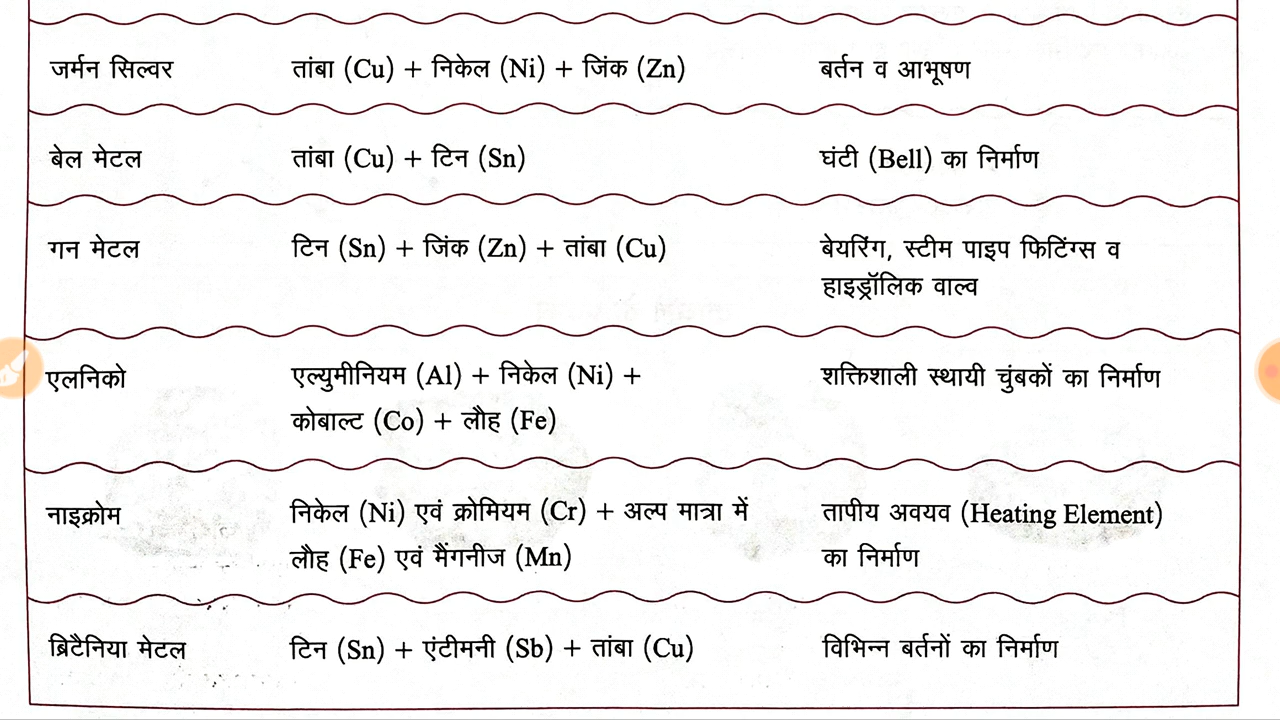 जर्मन सिल्वर तांबा (Cu) + निकेल (Ni) + जिंक (Zn) बर्तन व आभूषण
बेल मेटल तांबा (Cu) + टिन (Sn) घंटी (Bell) का निर्माण
गन मेटल टिन (Sn) + जिंक (Zn) + तांबा (Cu) बेयरिंग, स्टीम पाइप फिटिंग्स व
हाइड्रॉलिक वाल्व
एलनिको एल्युमीनियम (Al) + निकेल (Ni) + शक्तिशाली स्थायी चुंबकों का निर्माण
कोबाल्ट (Co) + लौह (Fe)
नाइक्रोम निकेल (Ni) एवं क्रोमियम (Cr) + अल्प मात्रा में तापीय अवयव (Heating Element)
लौह (Fe) एवं मैंगनीज (Mn) का निर्माण
ब्रिटैनिया मेटल टिन (Sn) + एंटीमनी (Sb) + तांबा (Cu) विभिन्न बर्तनों का निर्माण